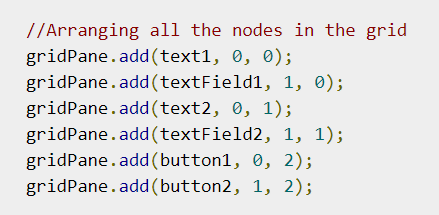 //Arranging all the nodes in the grid
gridPane.add(text1, 0, 0);
gridPane.add(textField1, 1, 0);
gridPane.add(text2, 0, 1);
gridPane.add(textField2, 1, 1);
gridPane.add(button1, 0, 2);
gridPane.add(button2, 1, 2);